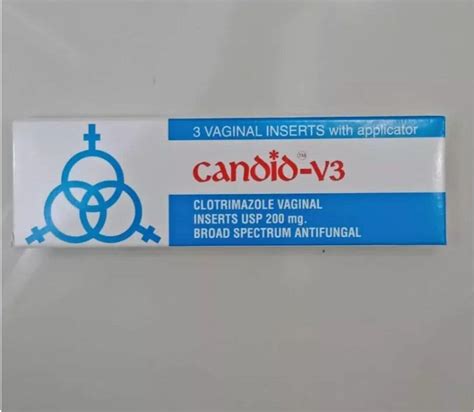 3 VAGINAL INSERTS with applicator
candid-v3
CLOTRIMAZOLE VAGINAL
INSERTS USP 200 mg.
BROAD SPECTRUM ANTIFUNGAL